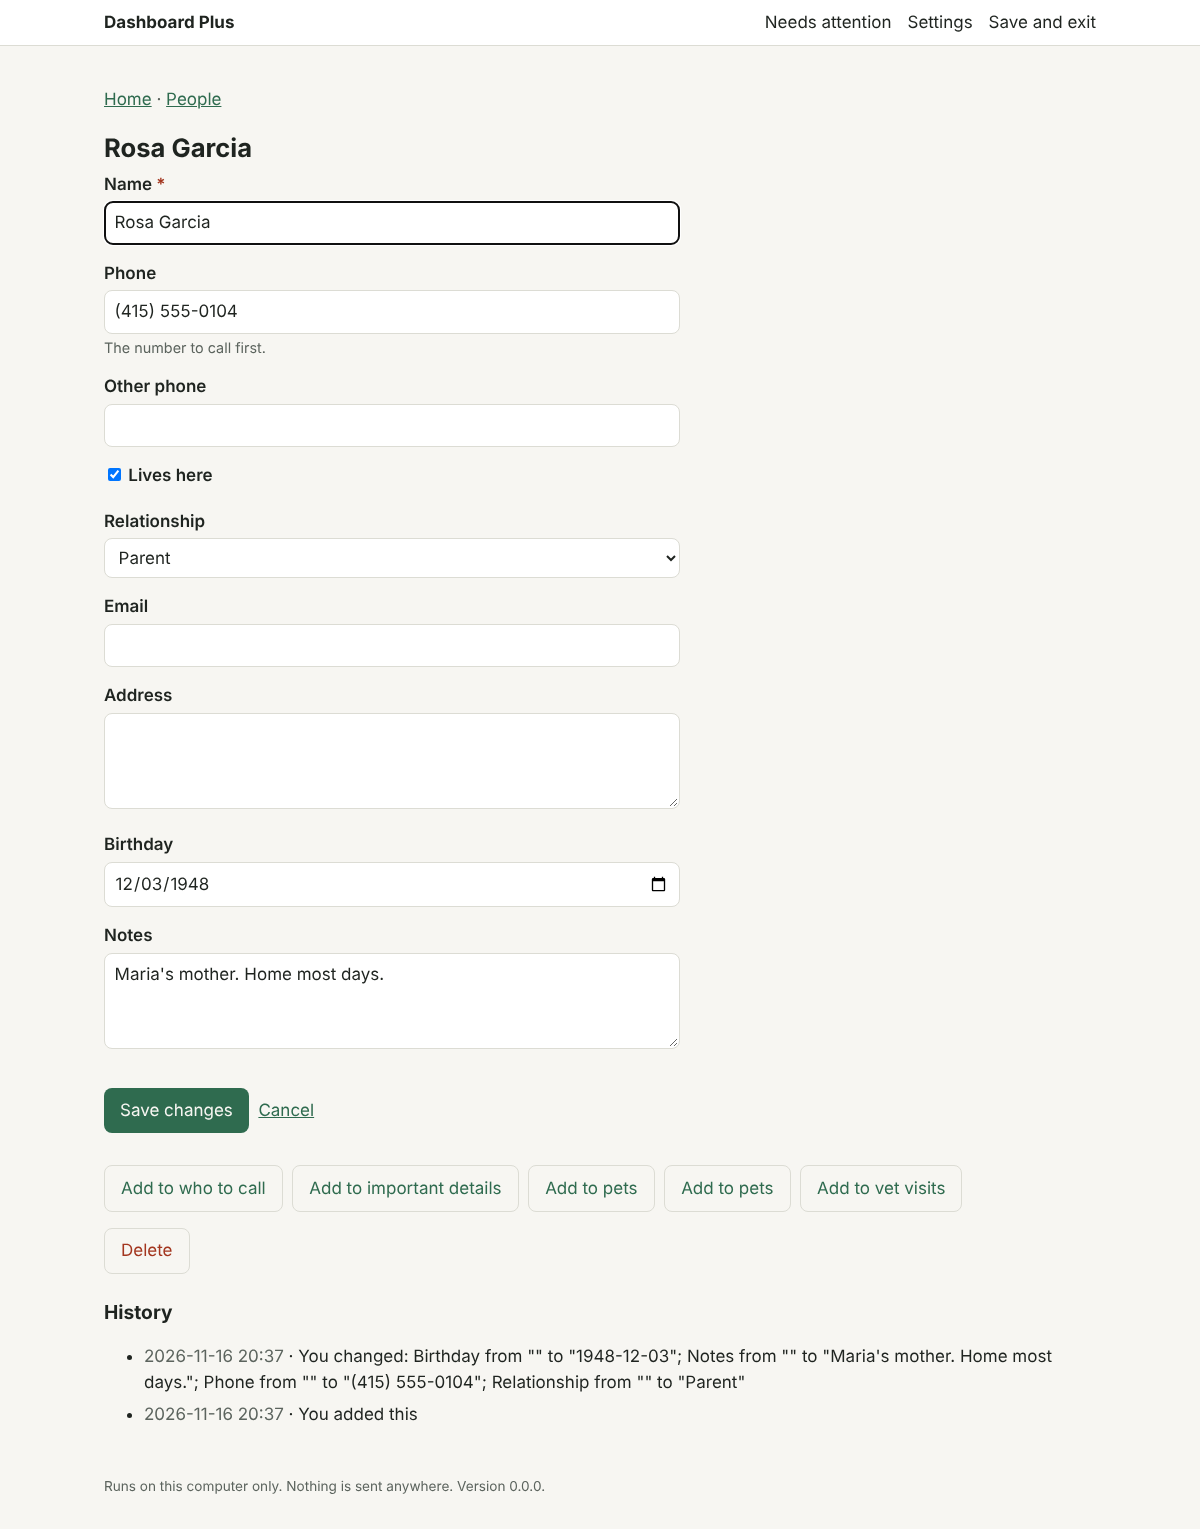 Dashboard Plus
Needs attention Settings Save and exit
Home · People
Rosa Garcia
Name *
Rosa Garcia
Phone
(415) 555-0104
The number to call first.
Other phone
Lives here
Relationship
Parent
Email
Address
Birthday
12/03/1948
Notes
Maria's mother. Home most days.
Save changes Cancel
Add to who to call Add to important details Add to pets Add to pets Add to vet visits
Delete
History
2026-11-16 20:37 · You changed: Birthday from "" to "1948-12-03"; Notes from "" to "Maria's mother. Home most
days."; Phone from "" to "(415) 555-0104"; Relationship from "" to "Parent"
2026-11-16 20:37 · You added this
Runs on this computer only. Nothing is sent anywhere. Version 0.0.0.